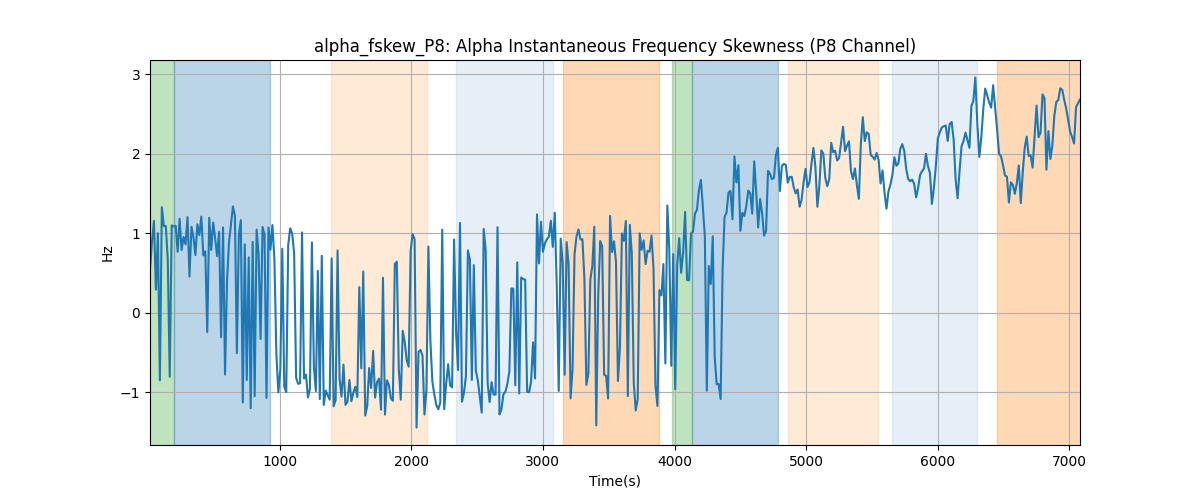 alpha_fskew_P8: Alpha Instantaneous Frequency Skewness (P8 Channel)
3
2
1
0
−1
Hz
1000 2000 3000 4000 5000 6000 7000
Time(s)